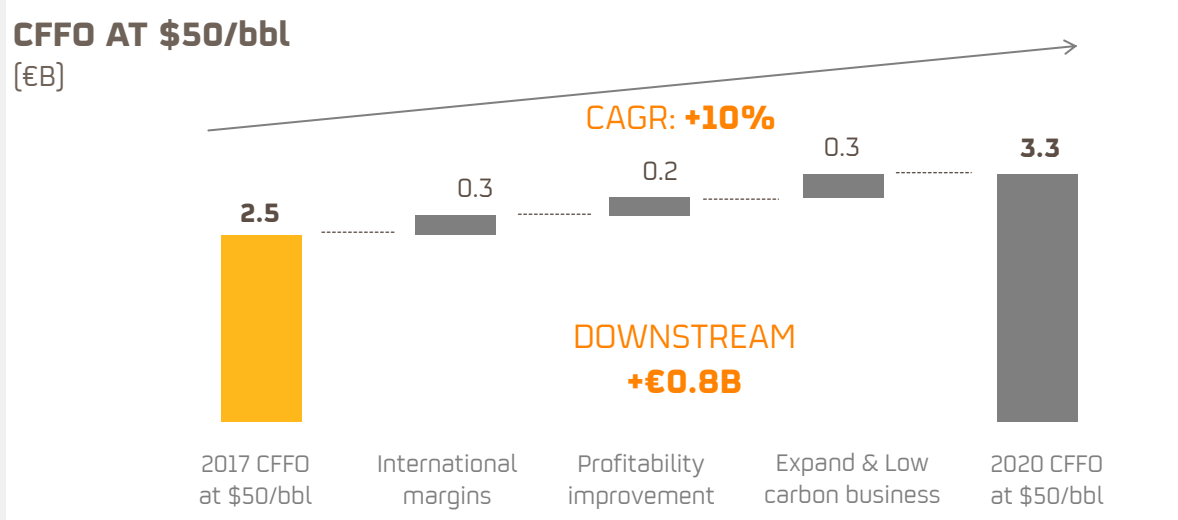 CFFO AT $50/bbl
(€B)
CAGR: +10%
2.5
0.3
0.2
0.3
3.3
DOWNSTREAM
+€0.8B
2017 CFFO
at $50/bbl
International
margins
Profitability
improvement
Expand & Low
carbon business
2020 CFFO
at $50/bbl